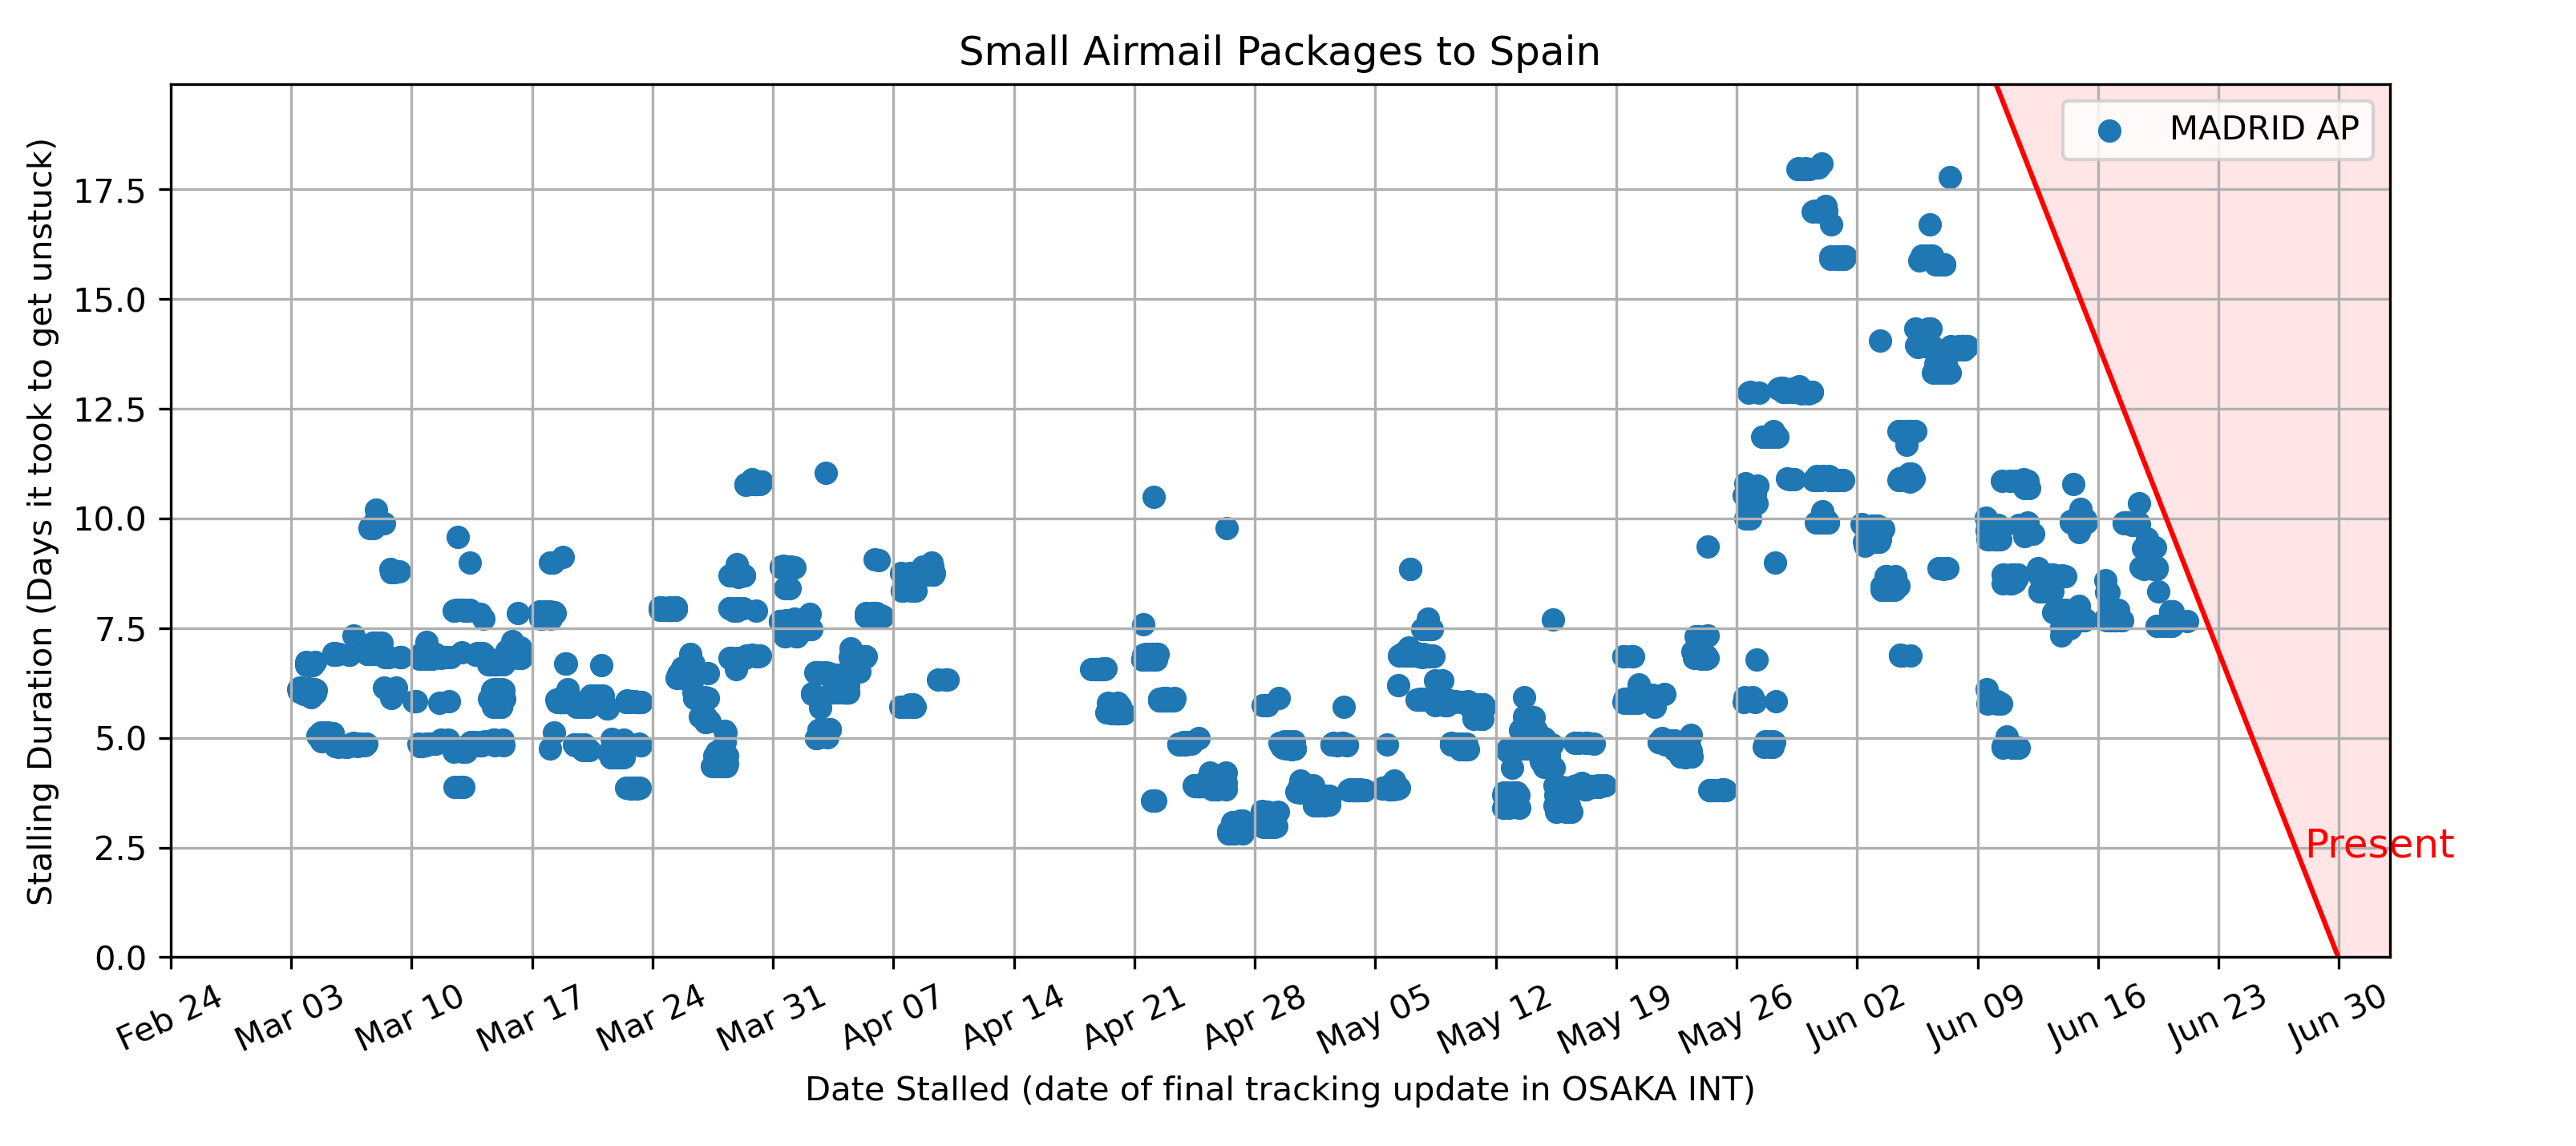 Small Airmail Packages to Spain
MADRID AP
Stalling Duration (Days it took to get unstuck)
17.5
15.0
12.5
10.0
7.5
5.0
2.5
0.0
Present
Feb 24 Mar 03 Mar 10 Mar 17 Mar 24 Mar 31 Apr 07 Apr 14 Apr 21 Apr 28 May 05 May 12 May 19 May 26 Jun 02 Jun 09 Jun 16 Jun 23 Jun 30
Date Stalled (date of final tracking update in OSAKA INT)